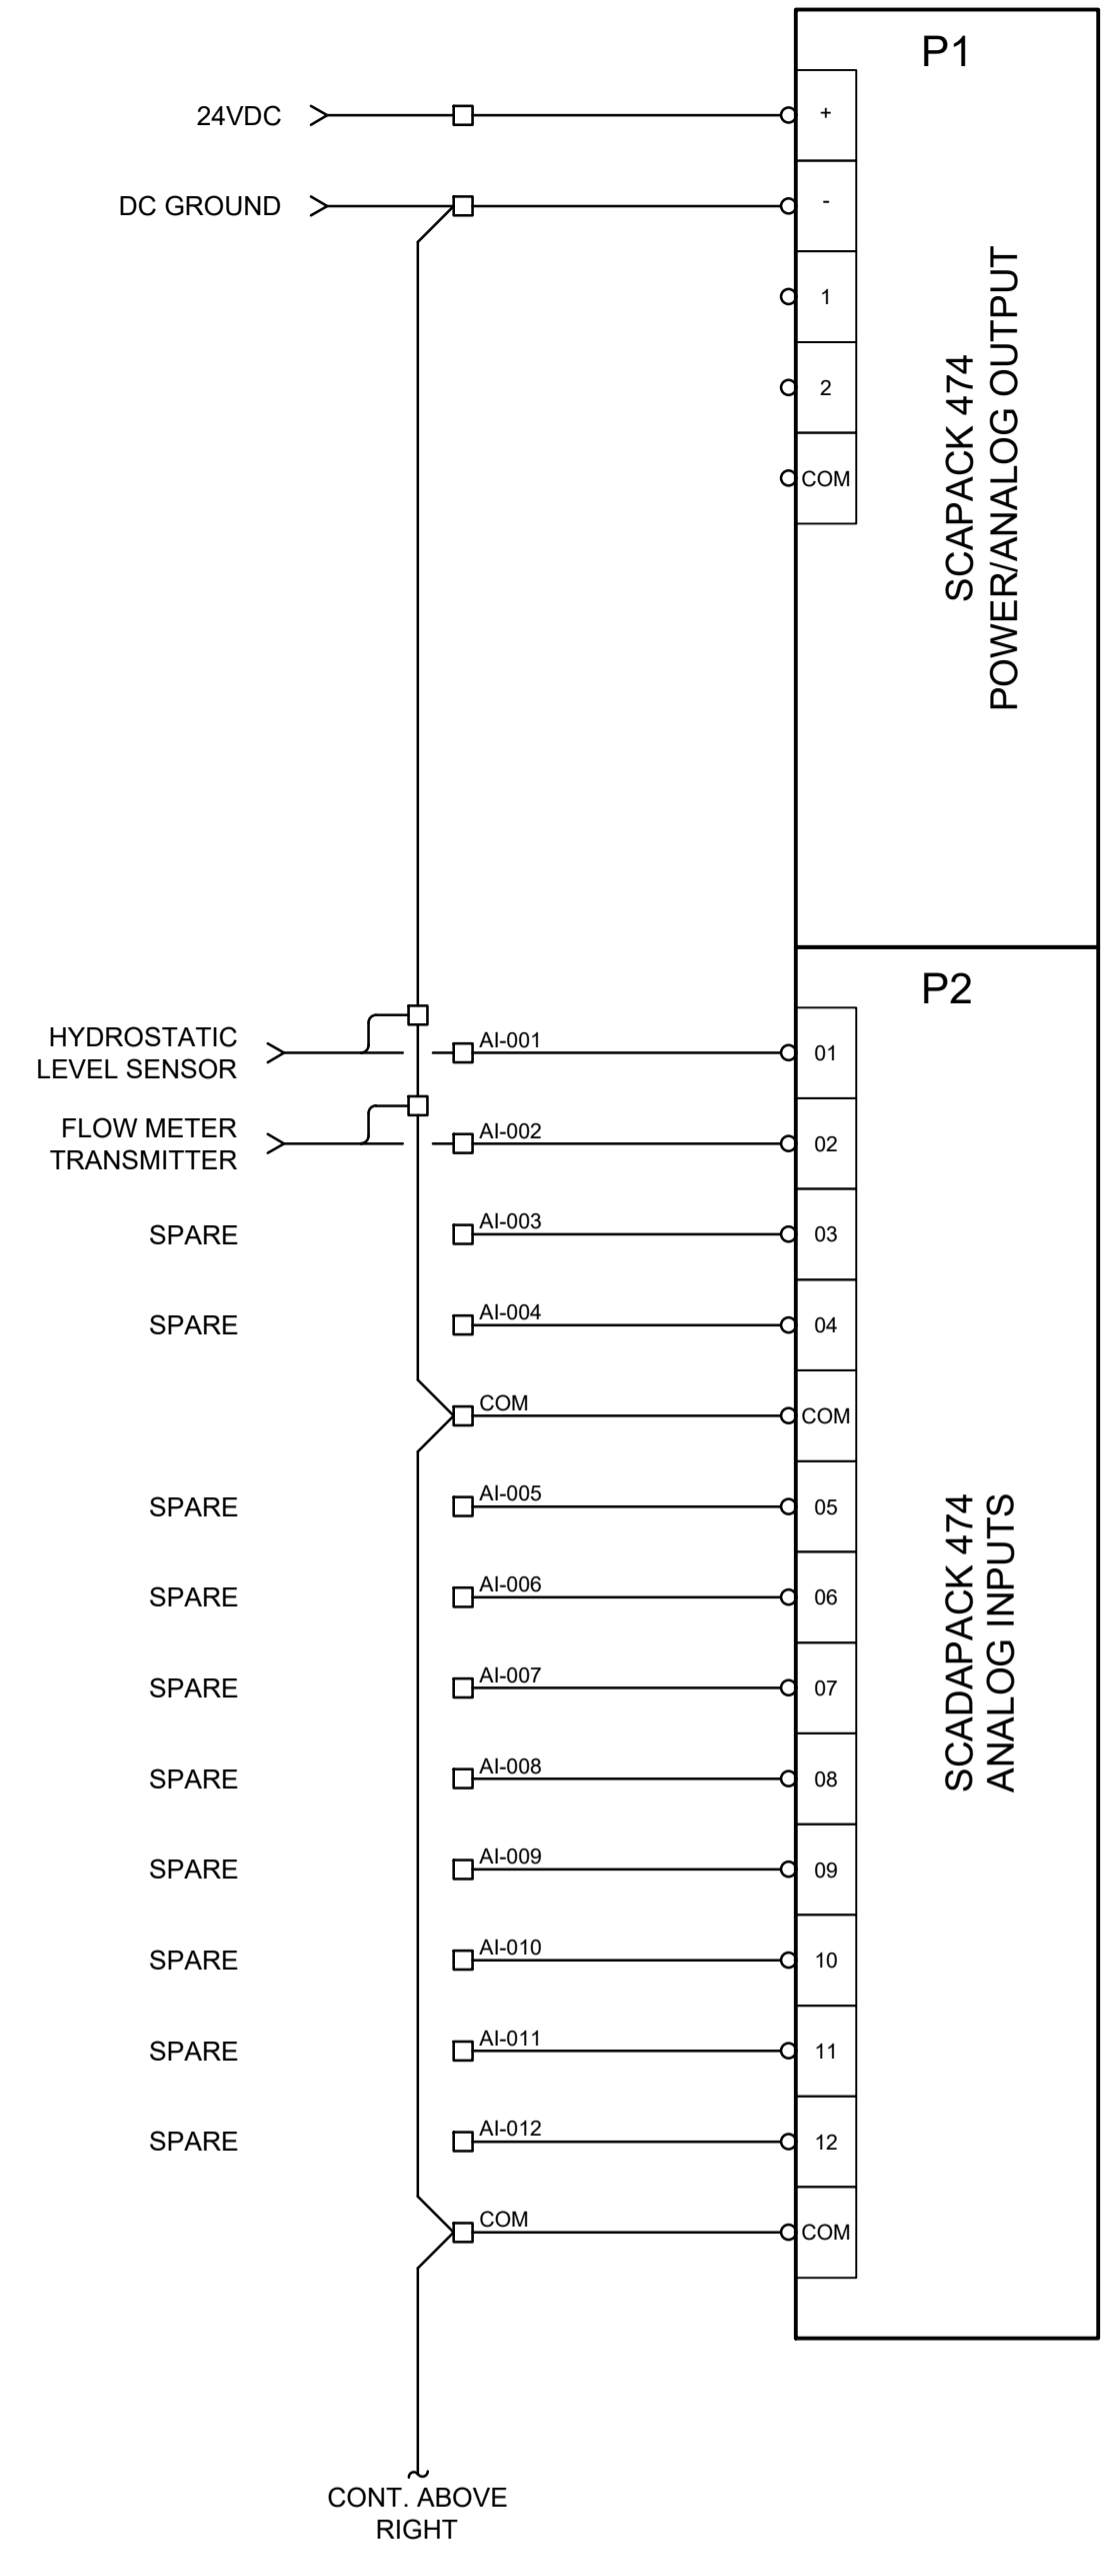 P1
24VDC
+
DC GROUND
-
1
2
COM
SCAPACK 474
POWER/ANALOG OUTPUT
P2
HYDROSTATIC
LEVEL SENSOR
AI-001
01
FLOW METER
TRANSMITTER
AI-002
02
SPARE
AI-003
03
SPARE
AI-004
04
COM
COM
SPARE
AI-005
05
SPARE
AI-006
06
SPARE
AI-007
07
SPARE
AI-008
08
SPARE
AI-009
09
SPARE
AI-010
10
SPARE
AI-011
11
SPARE
AI-012
12
COM
COM
SCADAPACK 474
ANALOG INPUTS
CONT. ABOVE
RIGHT